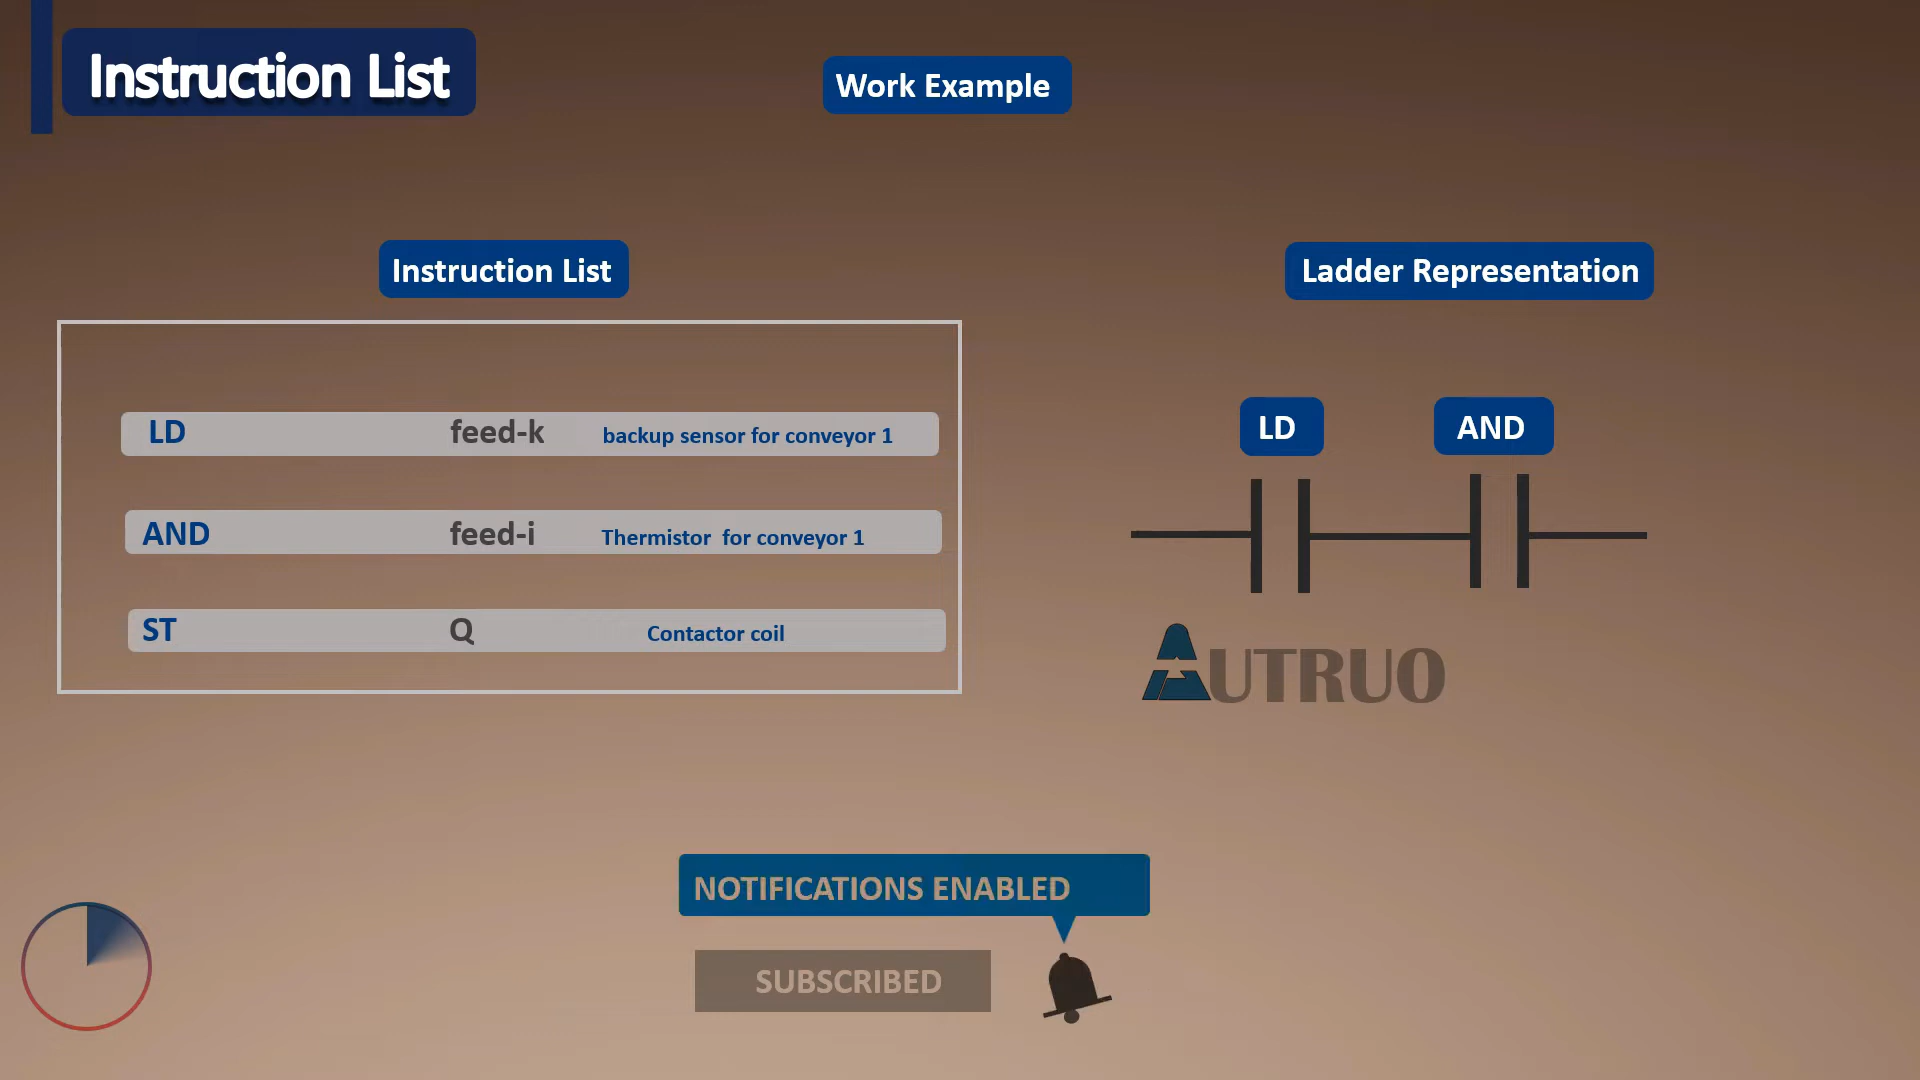 Instruction List
Work Example
Instruction List
LD feed-k backup sensor for conveyor 1
AND feed-i Thermistor for conveyor 1
ST Q Contactor coil
Ladder Representation
LD AND
AUTRUO
NOTIFICATIONS ENABLED
SUBSCRIBED